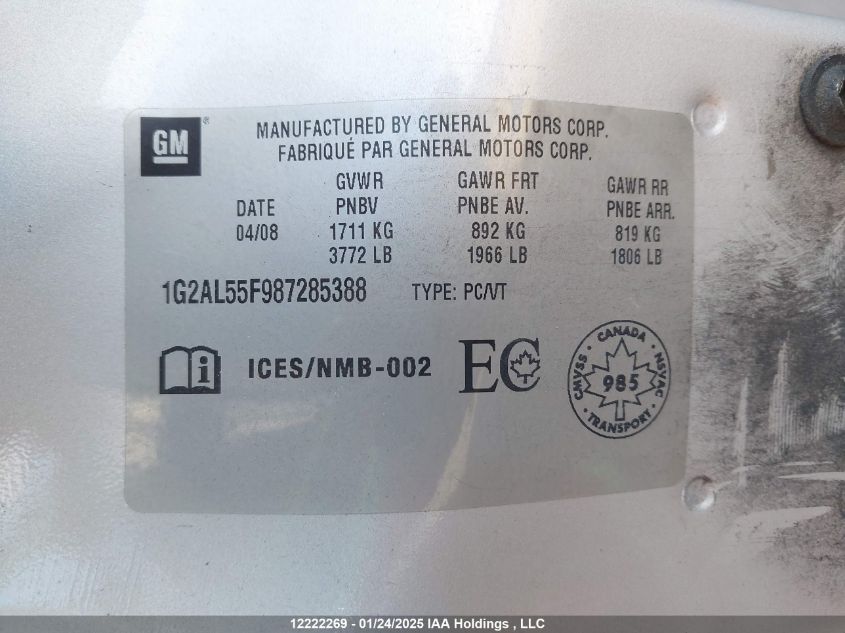 GM
MANUFACTURED BY GENERAL MOTORS CORP.
FABRIQUÉ PAR GENERAL MOTORS CORP.
GVWR GAWR FRT GAWR RR
DATE PNBV PNBE AV. PNBE ARR.
04/08 1711 KG 892 KG 819 KG
3772 LB 1966 LB 1806 LB
1G2AL55F987285388 TYPE: PC/VT
i ICES/NMB-002 EC
CANADA
CMVSS 985 NSVAC
TRANSPORT
12222269 - 01/24/2025 IAA Holdings , LLC